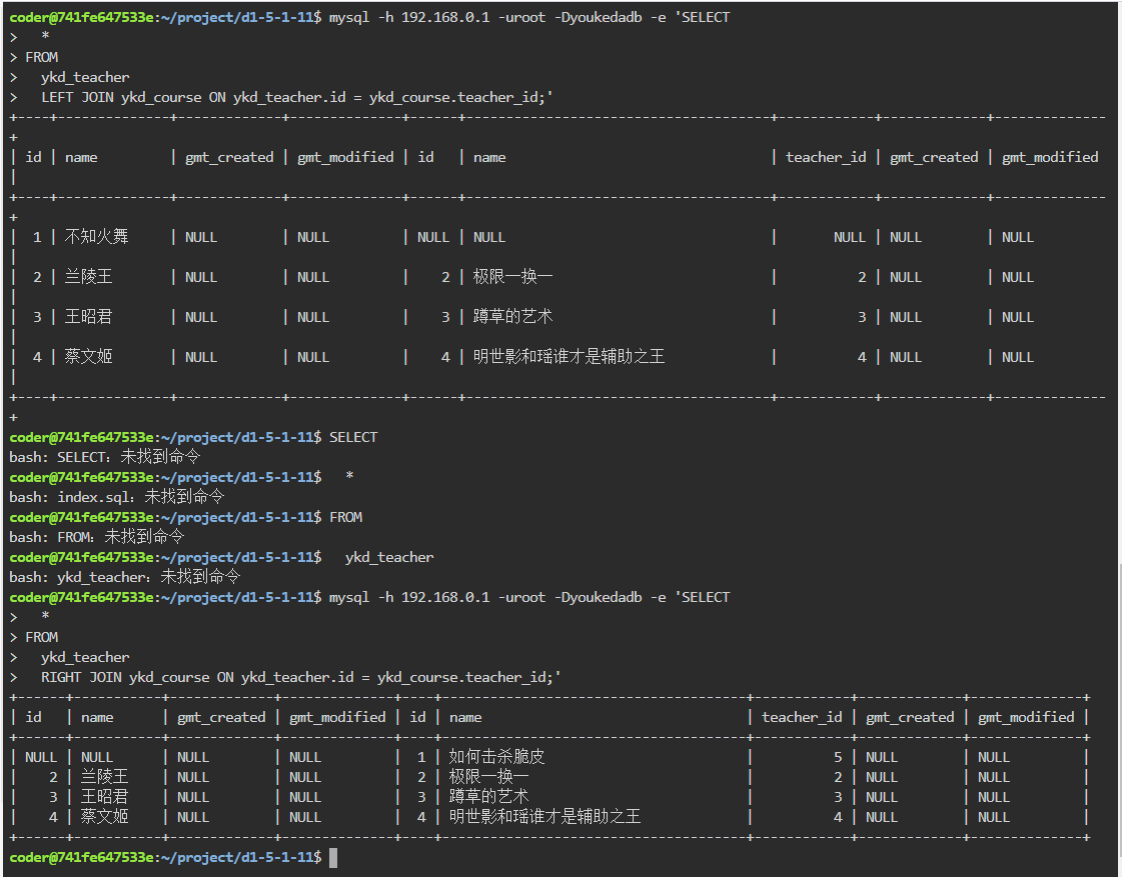 coder@741fe647533e:~/project/d1-5-1-11$ mysql -h 192.168.0.1 -uroot -Dyoukedadb -e 'SELECT
>   *
> FROM
>   ykd_teacher
>   LEFT JOIN ykd_course ON ykd_teacher.id = ykd_course.teacher_id;'
+----+--------------+-------------+--------------+------+---------------------------------------+------------+-------------+--------------
+
| id | name         | gmt_created | gmt_modified | id   | name                                  | teacher_id | gmt_created | gmt_modified
|
+----+--------------+-------------+--------------+------+---------------------------------------+------------+-------------+--------------
+
|  1 | 不知火舞     | NULL        | NULL         | NULL | NULL                                  |       NULL | NULL        | NULL
|
|  2 | 兰陵王       | NULL        | NULL         |    2 | 极限一换一                            |          2 | NULL        | NULL
|
|  3 | 王昭君       | NULL        | NULL         |    3 | 蹲草的艺术                            |          3 | NULL        | NULL
|
|  4 | 蔡文姬       | NULL        | NULL         |    4 | 明世影和瑶谁才是辅助之王              |          4 | NULL        | NULL
|
+----+--------------+-------------+--------------+------+---------------------------------------+------------+-------------+--------------
+
coder@741fe647533e:~/project/d1-5-1-11$ SELECT
bash: SELECT：未找到命令
coder@741fe647533e:~/project/d1-5-1-11$   *
bash: index.sql：未找到命令
coder@741fe647533e:~/project/d1-5-1-11$ FROM
bash: FROM：未找到命令
coder@741fe647533e:~/project/d1-5-1-11$   ykd_teacher
bash: ykd_teacher：未找到命令
coder@741fe647533e:~/project/d1-5-1-11$ mysql -h 192.168.0.1 -uroot -Dyoukedadb -e 'SELECT
>   *
> FROM
>   ykd_teacher
>   RIGHT JOIN ykd_course ON ykd_teacher.id = ykd_course.teacher_id;'
+------+-----------+-------------+--------------+----+---------------------------------------+------------+-------------+--------------+
| id   | name      | gmt_created | gmt_modified | id | name                                  | teacher_id | gmt_created | gmt_modified |
+------+-----------+-------------+--------------+----+---------------------------------------+------------+-------------+--------------+
| NULL | NULL      | NULL        | NULL         |  1 | 如何击杀脆皮                          |          5 | NULL        | NULL         |
|    2 | 兰陵王    | NULL        | NULL         |  2 | 极限一换一                            |          2 | NULL        | NULL         |
|    3 | 王昭君    | NULL        | NULL         |  3 | 蹲草的艺术                            |          3 | NULL        | NULL         |
|    4 | 蔡文姬    | NULL        | NULL         |  4 | 明世影和瑶谁才是辅助之王              |          4 | NULL        | NULL         |
+------+-----------+-------------+--------------+----+---------------------------------------+------------+-------------+--------------+
coder@741fe647533e:~/project/d1-5-1-11$